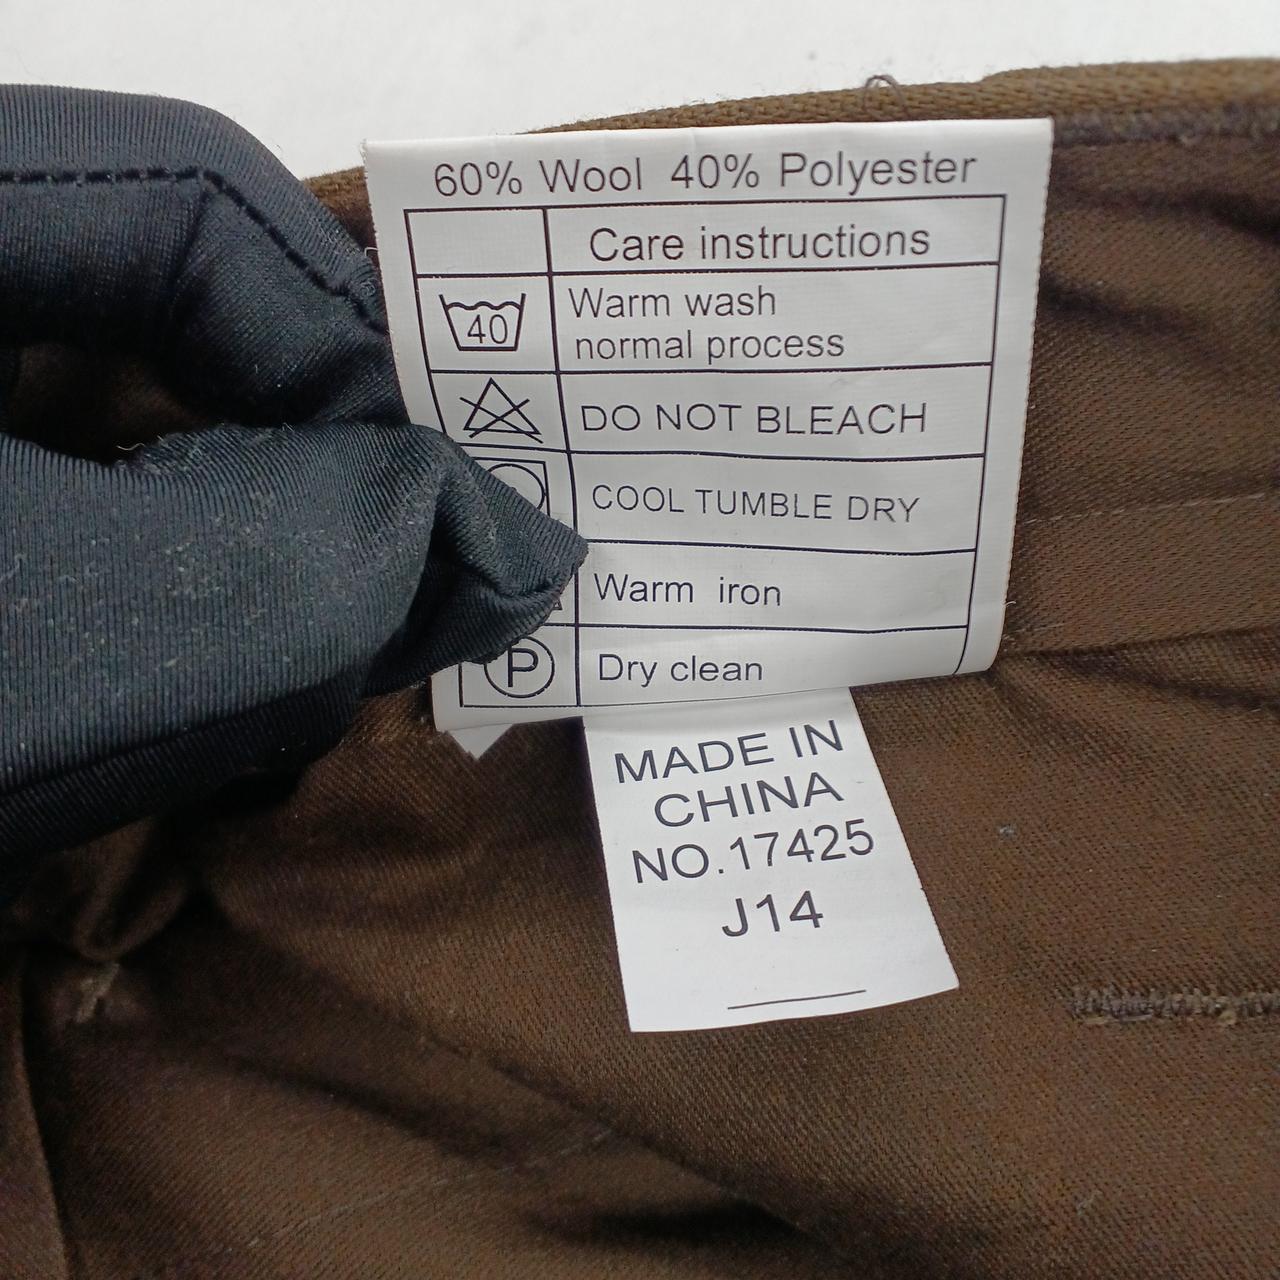 60% Wool 40% Polyester
Care instructions
40
Warm wash
normal process
DO NOT BLEACH
COOL TUMBLE DRY
Warm iron
P
Dry clean
MADE IN
CHINA
NO.17425
J14